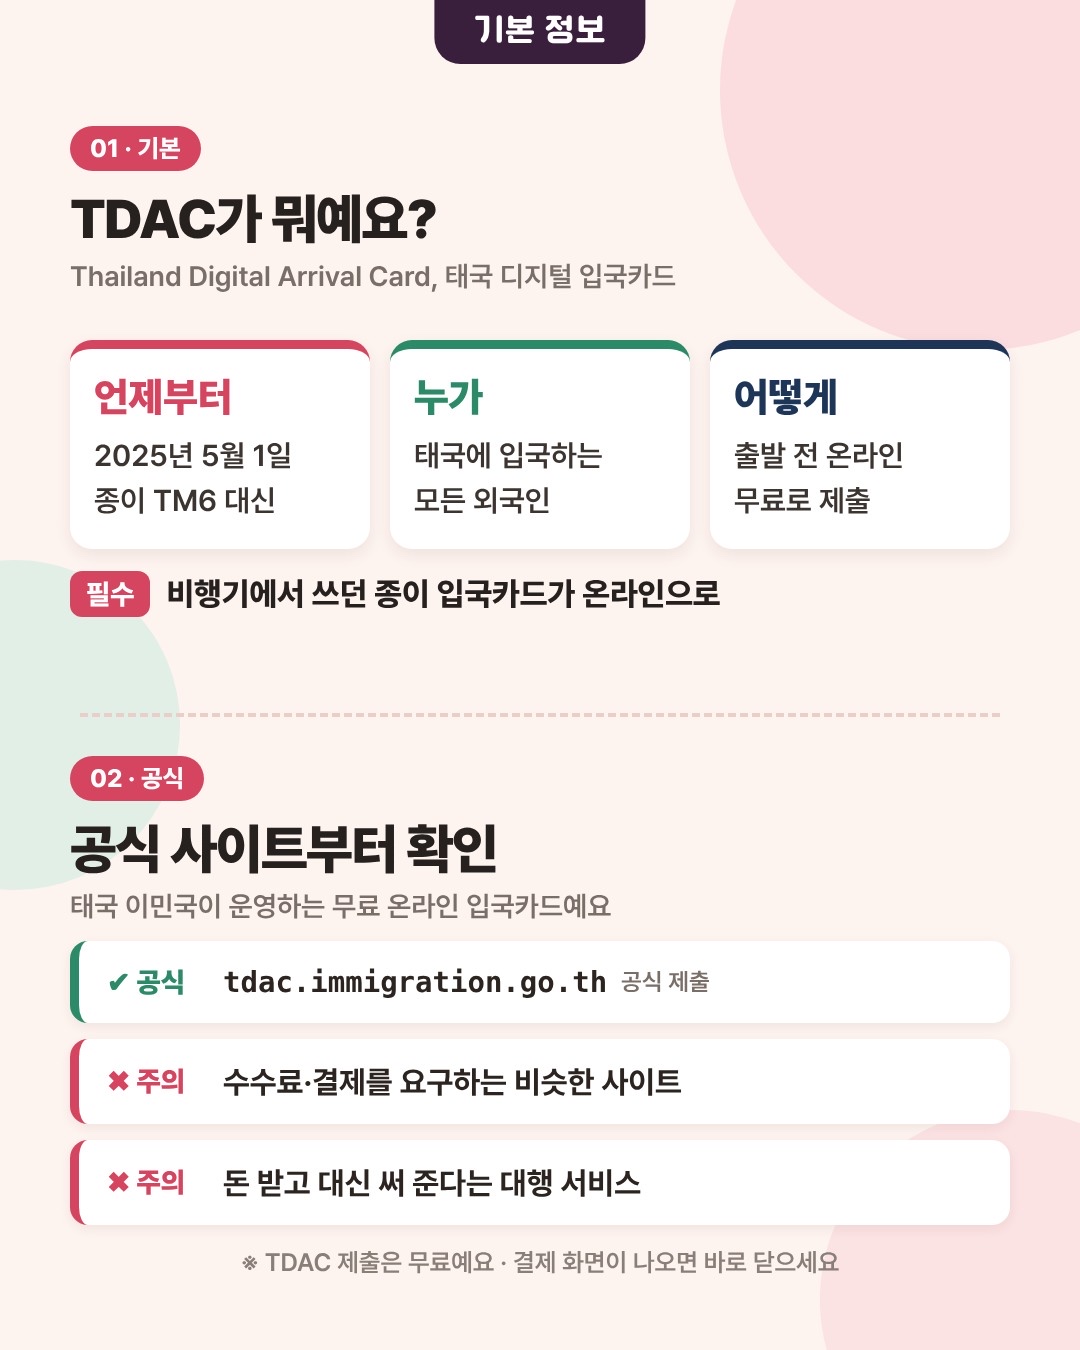 기본 정보
01 · 기본
TDAC가 뭐예요?
Thailand Digital Arrival Card, 태국 디지털 입국카드
언제부터
2025년 5월 1일
종이 TM6 대신
누가
태국에 입국하는
모든 외국인
어떻게
출발 전 온라인
무료로 제출
필수 비행기에서 쓰던 종이 입국카드가 온라인으로
02 · 공식
공식 사이트부터 확인
태국 이민국이 운영하는 무료 온라인 입국카드예요
✔ 공식 tdac.immigration.go.th 공식 제출
✖ 주의 수수료·결제를 요구하는 비슷한 사이트
✖ 주의 돈 받고 대신 써 준다는 대행 서비스
※ TDAC 제출은 무료예요 · 결제 화면이 나오면 바로 닫으세요